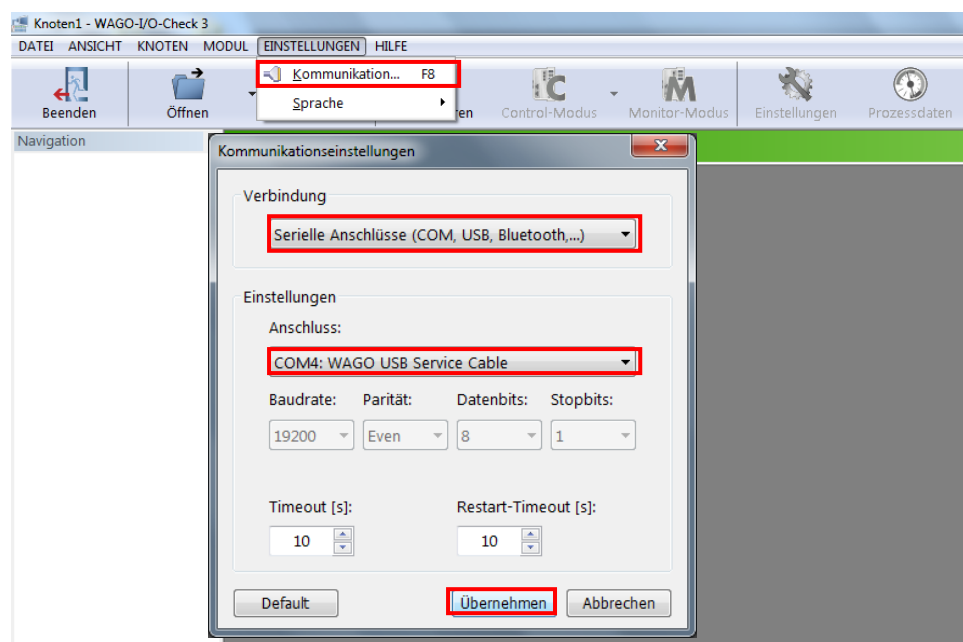 Knoten1 - WAGO-I/O-Check 3
DATEI ANSICHT KNOTEN MODUL EINSTELLUNGEN HILFE
Kommunikation... F8
Sprache
Beenden Öffnen en Control-Modus Monitor-Modus Einstellungen Prozessdaten
Navigation
Kommunikationseinstellungen
Verbindung
Serielle Anschlüsse (COM, USB, Bluetooth,...)
Einstellungen
Anschluss:
COM4: WAGO USB Service Cable
Baudrate: Parität: Datenbits: Stopbits:
19200 Even 8 1
Timeout [s]: Restart-Timeout [s]:
10 10
Default Übernehmen Abbrechen